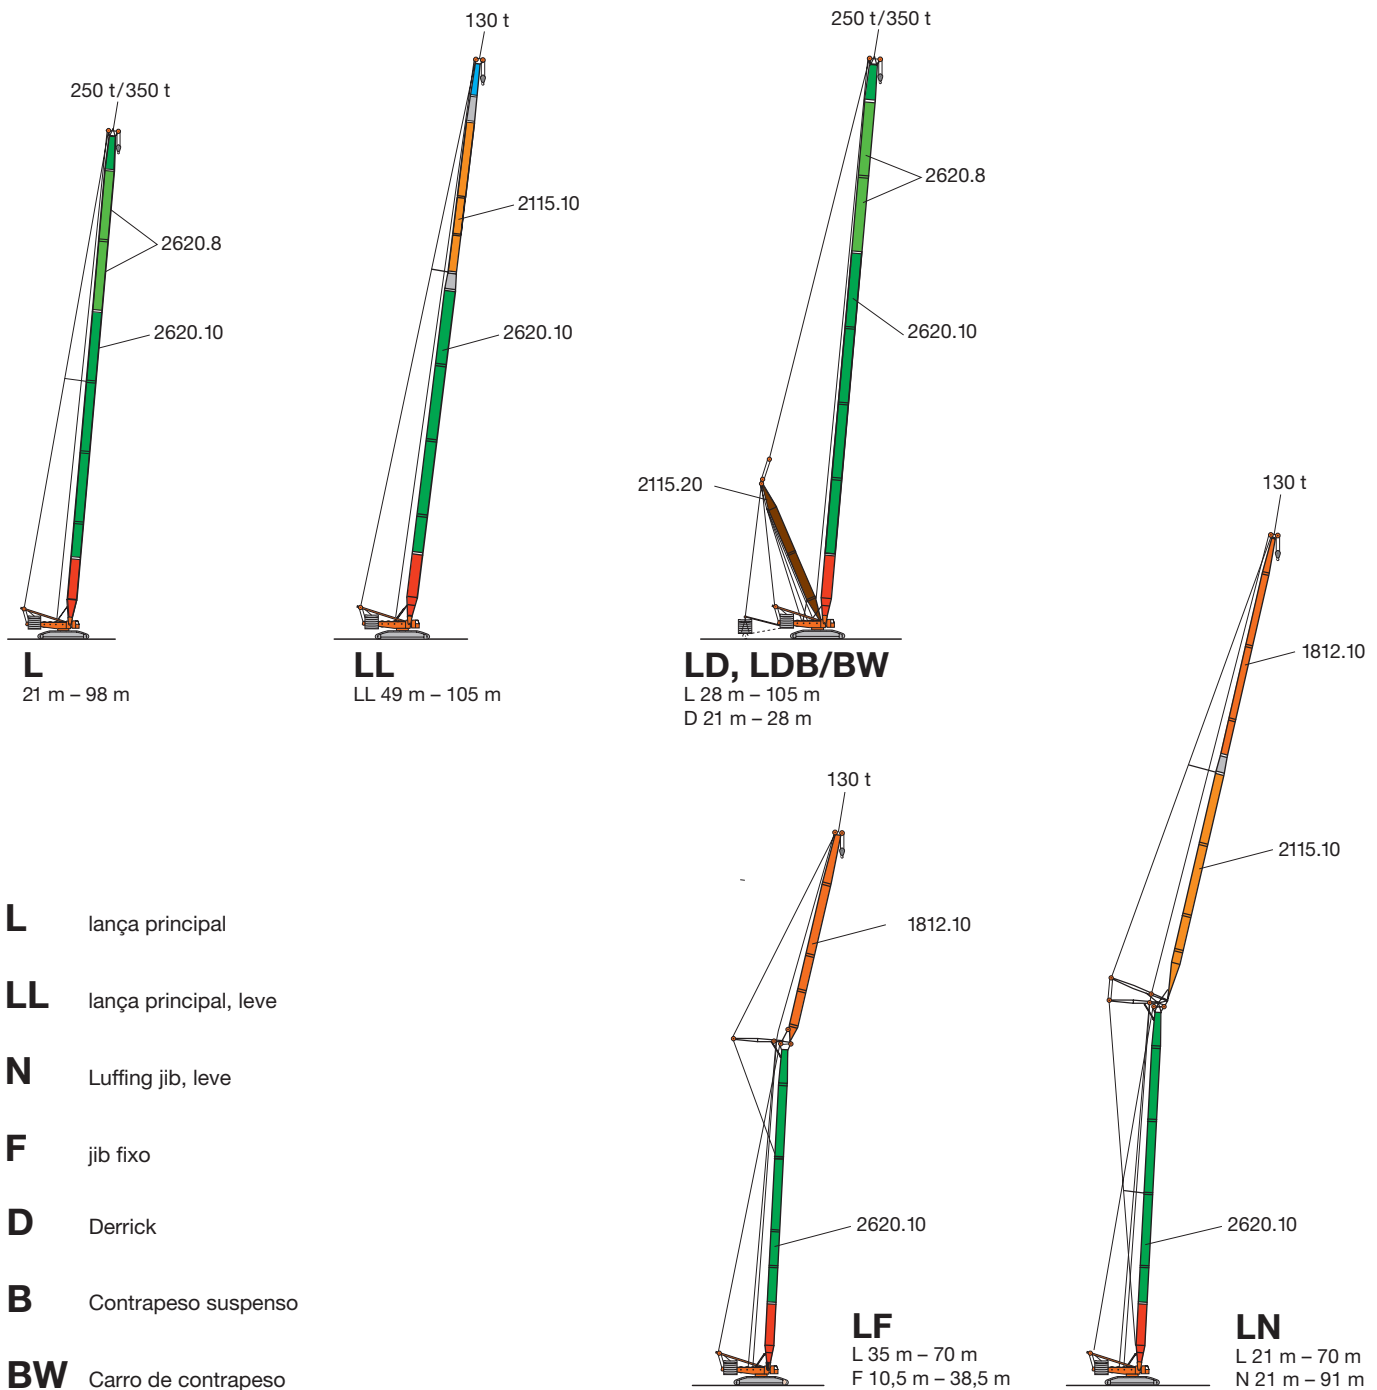 130 t
250 t/350 t
250 t/350 t
2620.8
2115.10
2620.8
2620.10
2620.10
2620.10
2115.20
130 t
L
21 m – 98 m
LL
LL 49 m – 105 m
LD, LDB/BW
L 28 m – 105 m
D 21 m – 28 m
1812.10
130 t
2115.10
1812.10
L lança principal
LL lança principal, leve
N Luffing jib, leve
F jib fixo
D Derrick
B Contrapeso suspenso
BW Carro de contrapeso
2620.10
2620.10
LF
L 35 m – 70 m
F 10,5 m – 38,5 m
LN
L 21 m – 70 m
N 21 m – 91 m